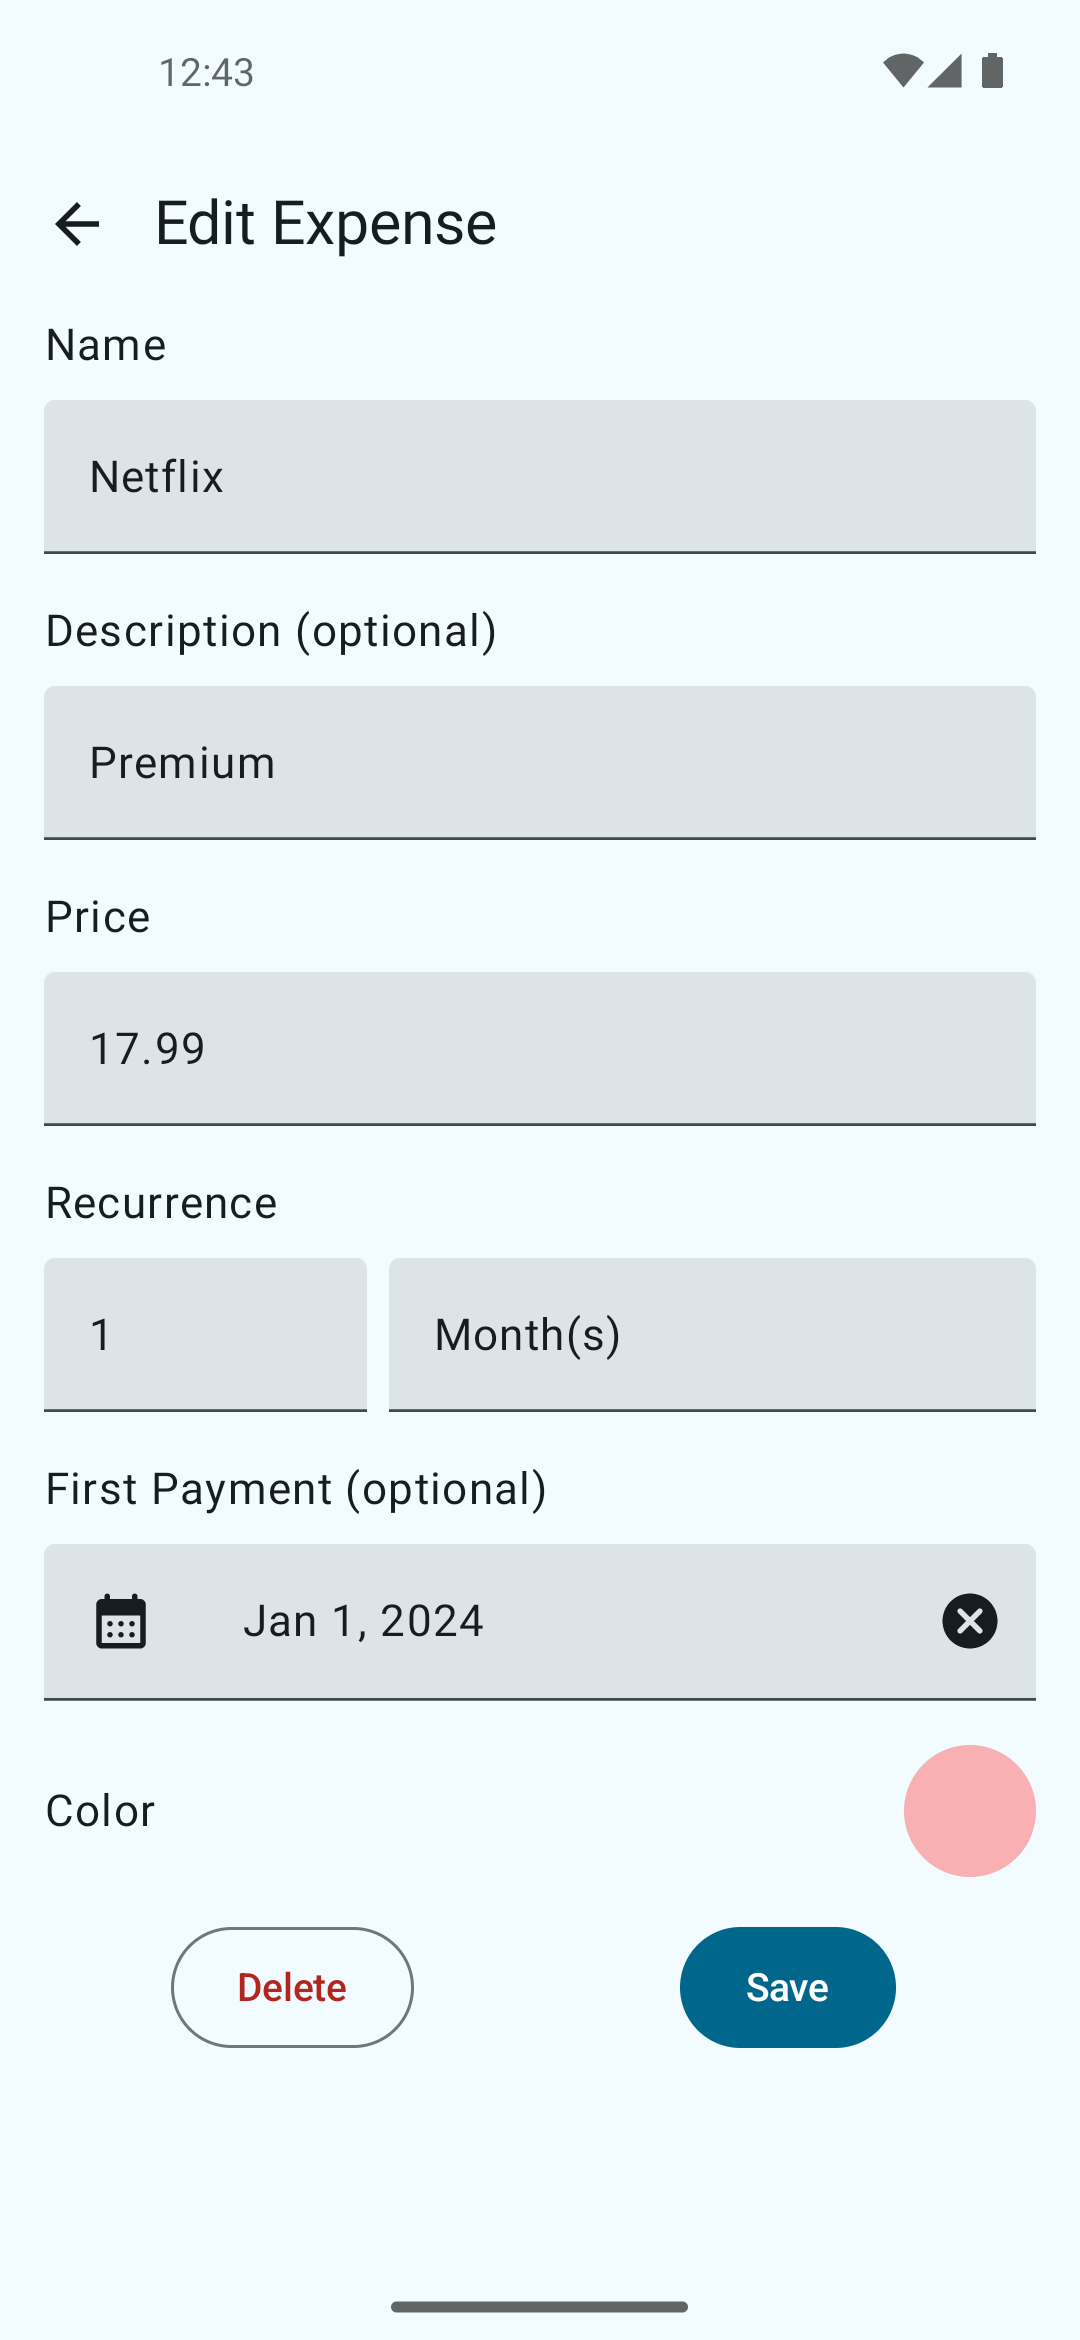 12:43
Edit Expense
Name
Netflix
Description (optional)
Premium
Price
17.99
Recurrence
1 Month(s)
First Payment (optional)
Jan 1, 2024
Color
Delete Save